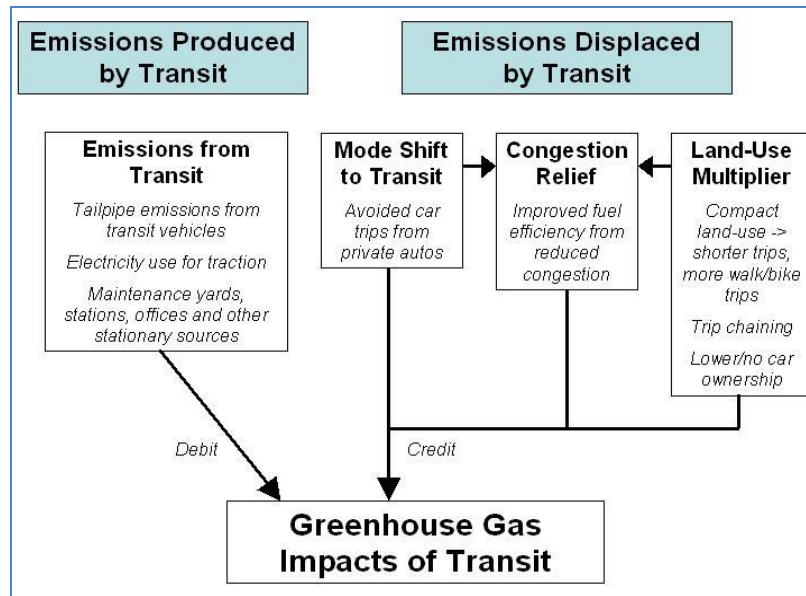 Emissions Produced
by Transit
Emissions Displaced
by Transit
Emissions from
Transit
Tailpipe emissions from
transit vehicles
Electricity use for traction
Maintenance yards,
stations, offices and other
stationary sources
Mode Shift
to Transit
Avoided car
trips from
private autos
Congestion
Relief
Improved fuel
efficiency from
reduced
congestion
Land-Use
Multiplier
Compact
land-use ->
shorter trips,
more walk/bike
trips
Trip chaining
Lower/no car
ownership
Debit
Credit
Greenhouse Gas
Impacts of Transit